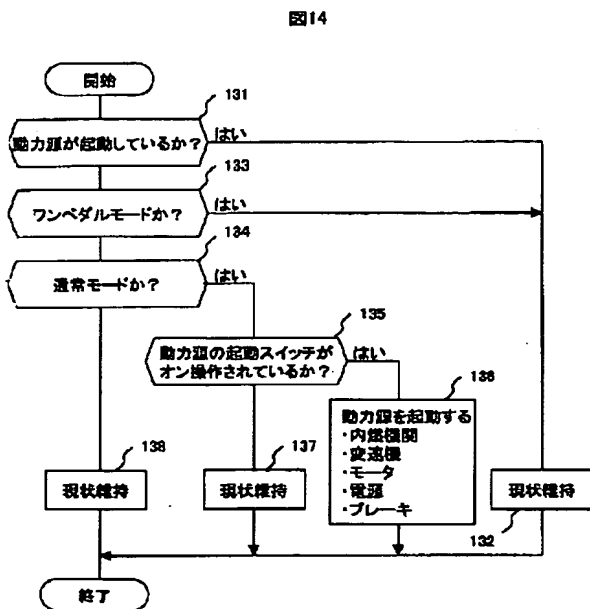 図14
開始
131
動力源が起動しているか?
はい
133
ワンペダルモードか?
はい
134
通常モードか?
はい
135
動力源の起動スイッチが
オン操作されているか?
はい
136
動力源を起動する
・内燃機関
・変速機
・モータ
・電源
・ブレーキ
138
現状維持
137
現状維持
現状維持
132
終了